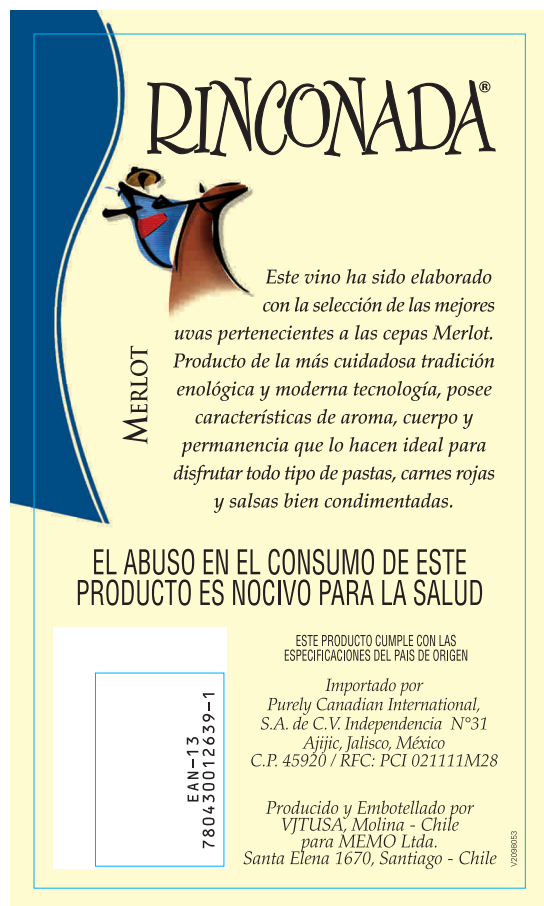 RINCONADA®
MERLOT
Este vino ha sido elaborado
con la selección de las mejores
uvas pertenecientes a las cepas Merlot.
Producto de la más cuidadosa tradición
enológica y moderna tecnología, posee
características de aroma, cuerpo y
permanencia que lo hacen ideal para
disfrutar todo tipo de pastas, carnes rojas
y salsas bien condimentadas.
EL ABUSO EN EL CONSUMO DE ESTE
PRODUCTO ES NOCIVO PARA LA SALUD
ESTE PRODUCTO CUMPLE CON LAS
ESPECIFICACIONES DEL PAIS DE ORIGEN
Importado por
Purely Canadian International,
S.A. de C.V. Independencia N°31
Ajijic, Jalisco, México
C.P. 45920 / RFC: PCI 021111M28
EAN-13
780430012639-1
Producido y Embotellado por
VJTUSA, Molina - Chile
para MEMO Ltda.
Santa Elena 1670, Santiago - Chile
V2098053